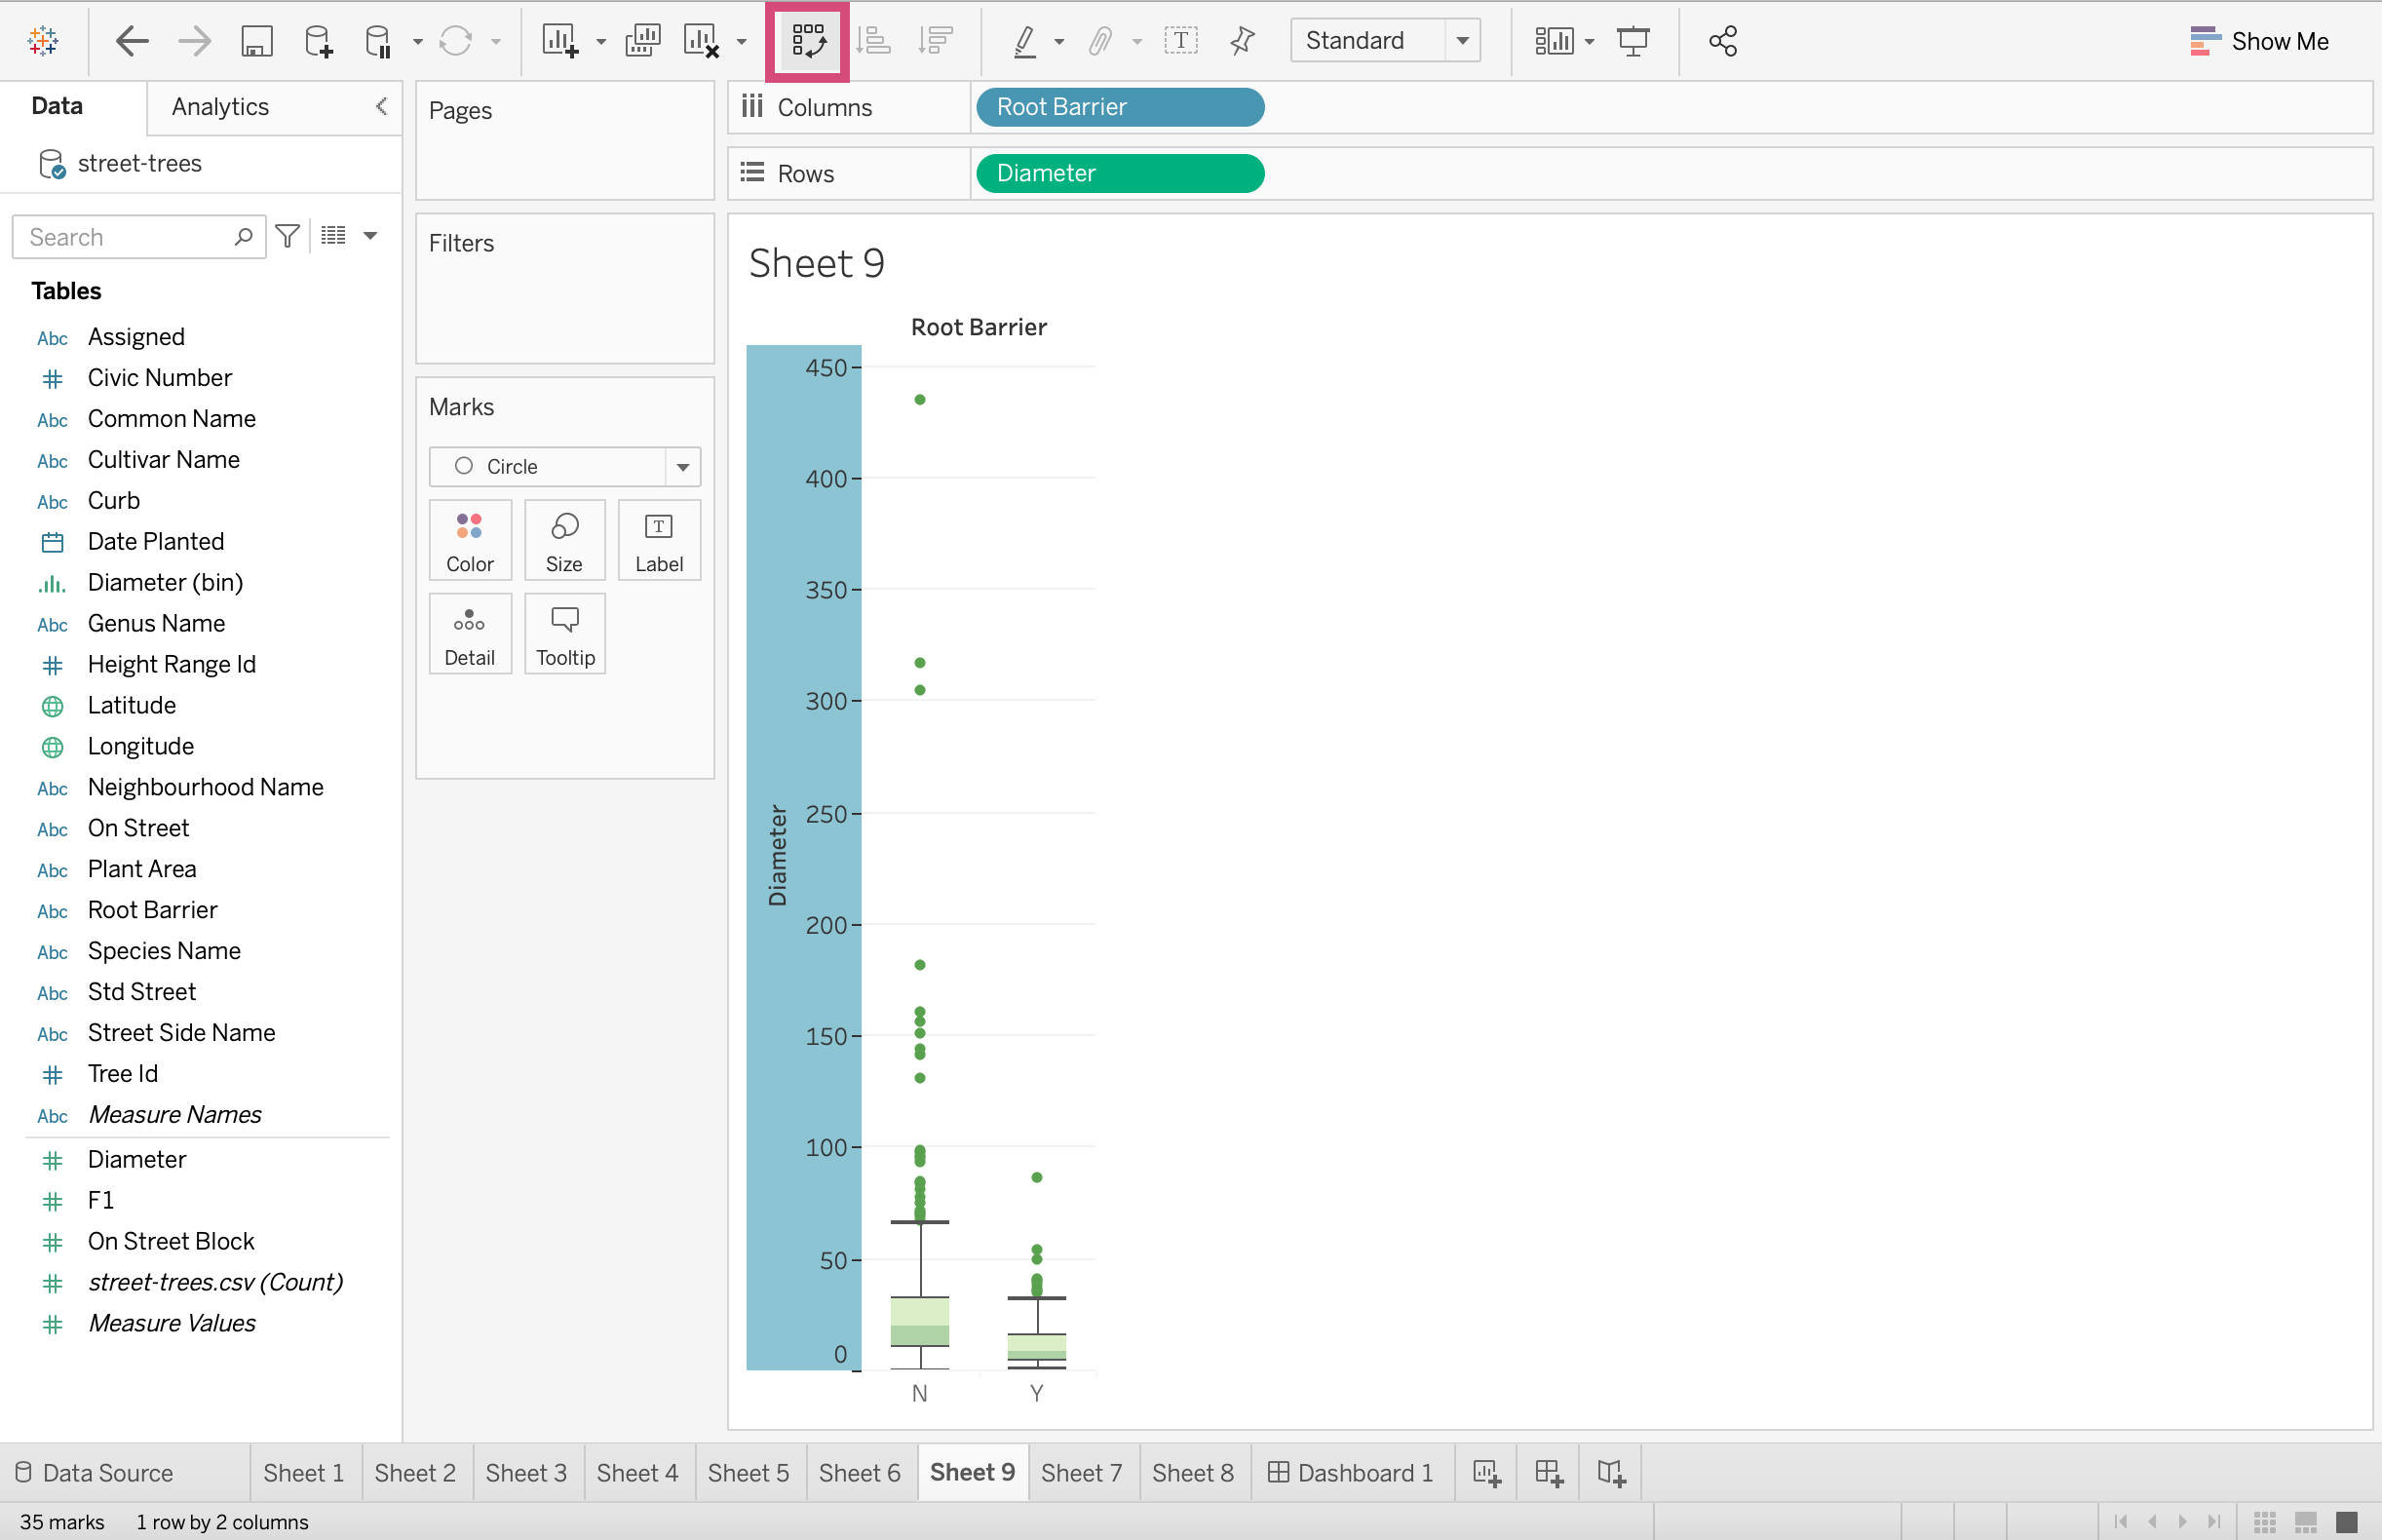 Standard
Show Me
Data
Analytics
street-trees
Search
Tables
Abc Assigned
Civic Number
Abc Common Name
Abc Cultivar Name
Abc Curb
Date Planted
Diameter (bin)
Abc Genus Name
Height Range Id
Latitude
Longitude
Abc Neighbourhood Name
Abc On Street
Abc Plant Area
Abc Root Barrier
Abc Species Name
Abc Std Street
Abc Street Side Name
Tree Id
Abc Measure Names
Diameter
F1
On Street Block
street-trees.csv (Count)
Measure Values
Pages
Filters
Marks
Circle
Color
Size
T
Label
Detail
Tooltip
Columns
Root Barrier
Rows
Diameter
Sheet 9
Root Barrier
450
400
350
300
250
200
150
100
50
0
Diameter
N
Y
Data Source
Sheet 1
Sheet 2
Sheet 3
Sheet 4
Sheet 5
Sheet 6
Sheet 9
Sheet 7
Sheet 8
Dashboard 1
35 marks
1 row by 2 columns